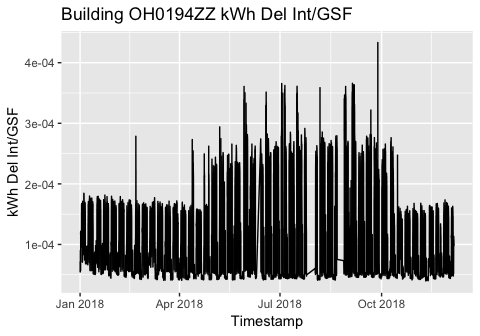 Building OH0194ZZ kWh Del Int/GSF
kWh Del Int/GSF
4e-04
3e-04
2e-04
1e-04
Jan 2018 Apr 2018 Jul 2018 Oct 2018
Timestamp